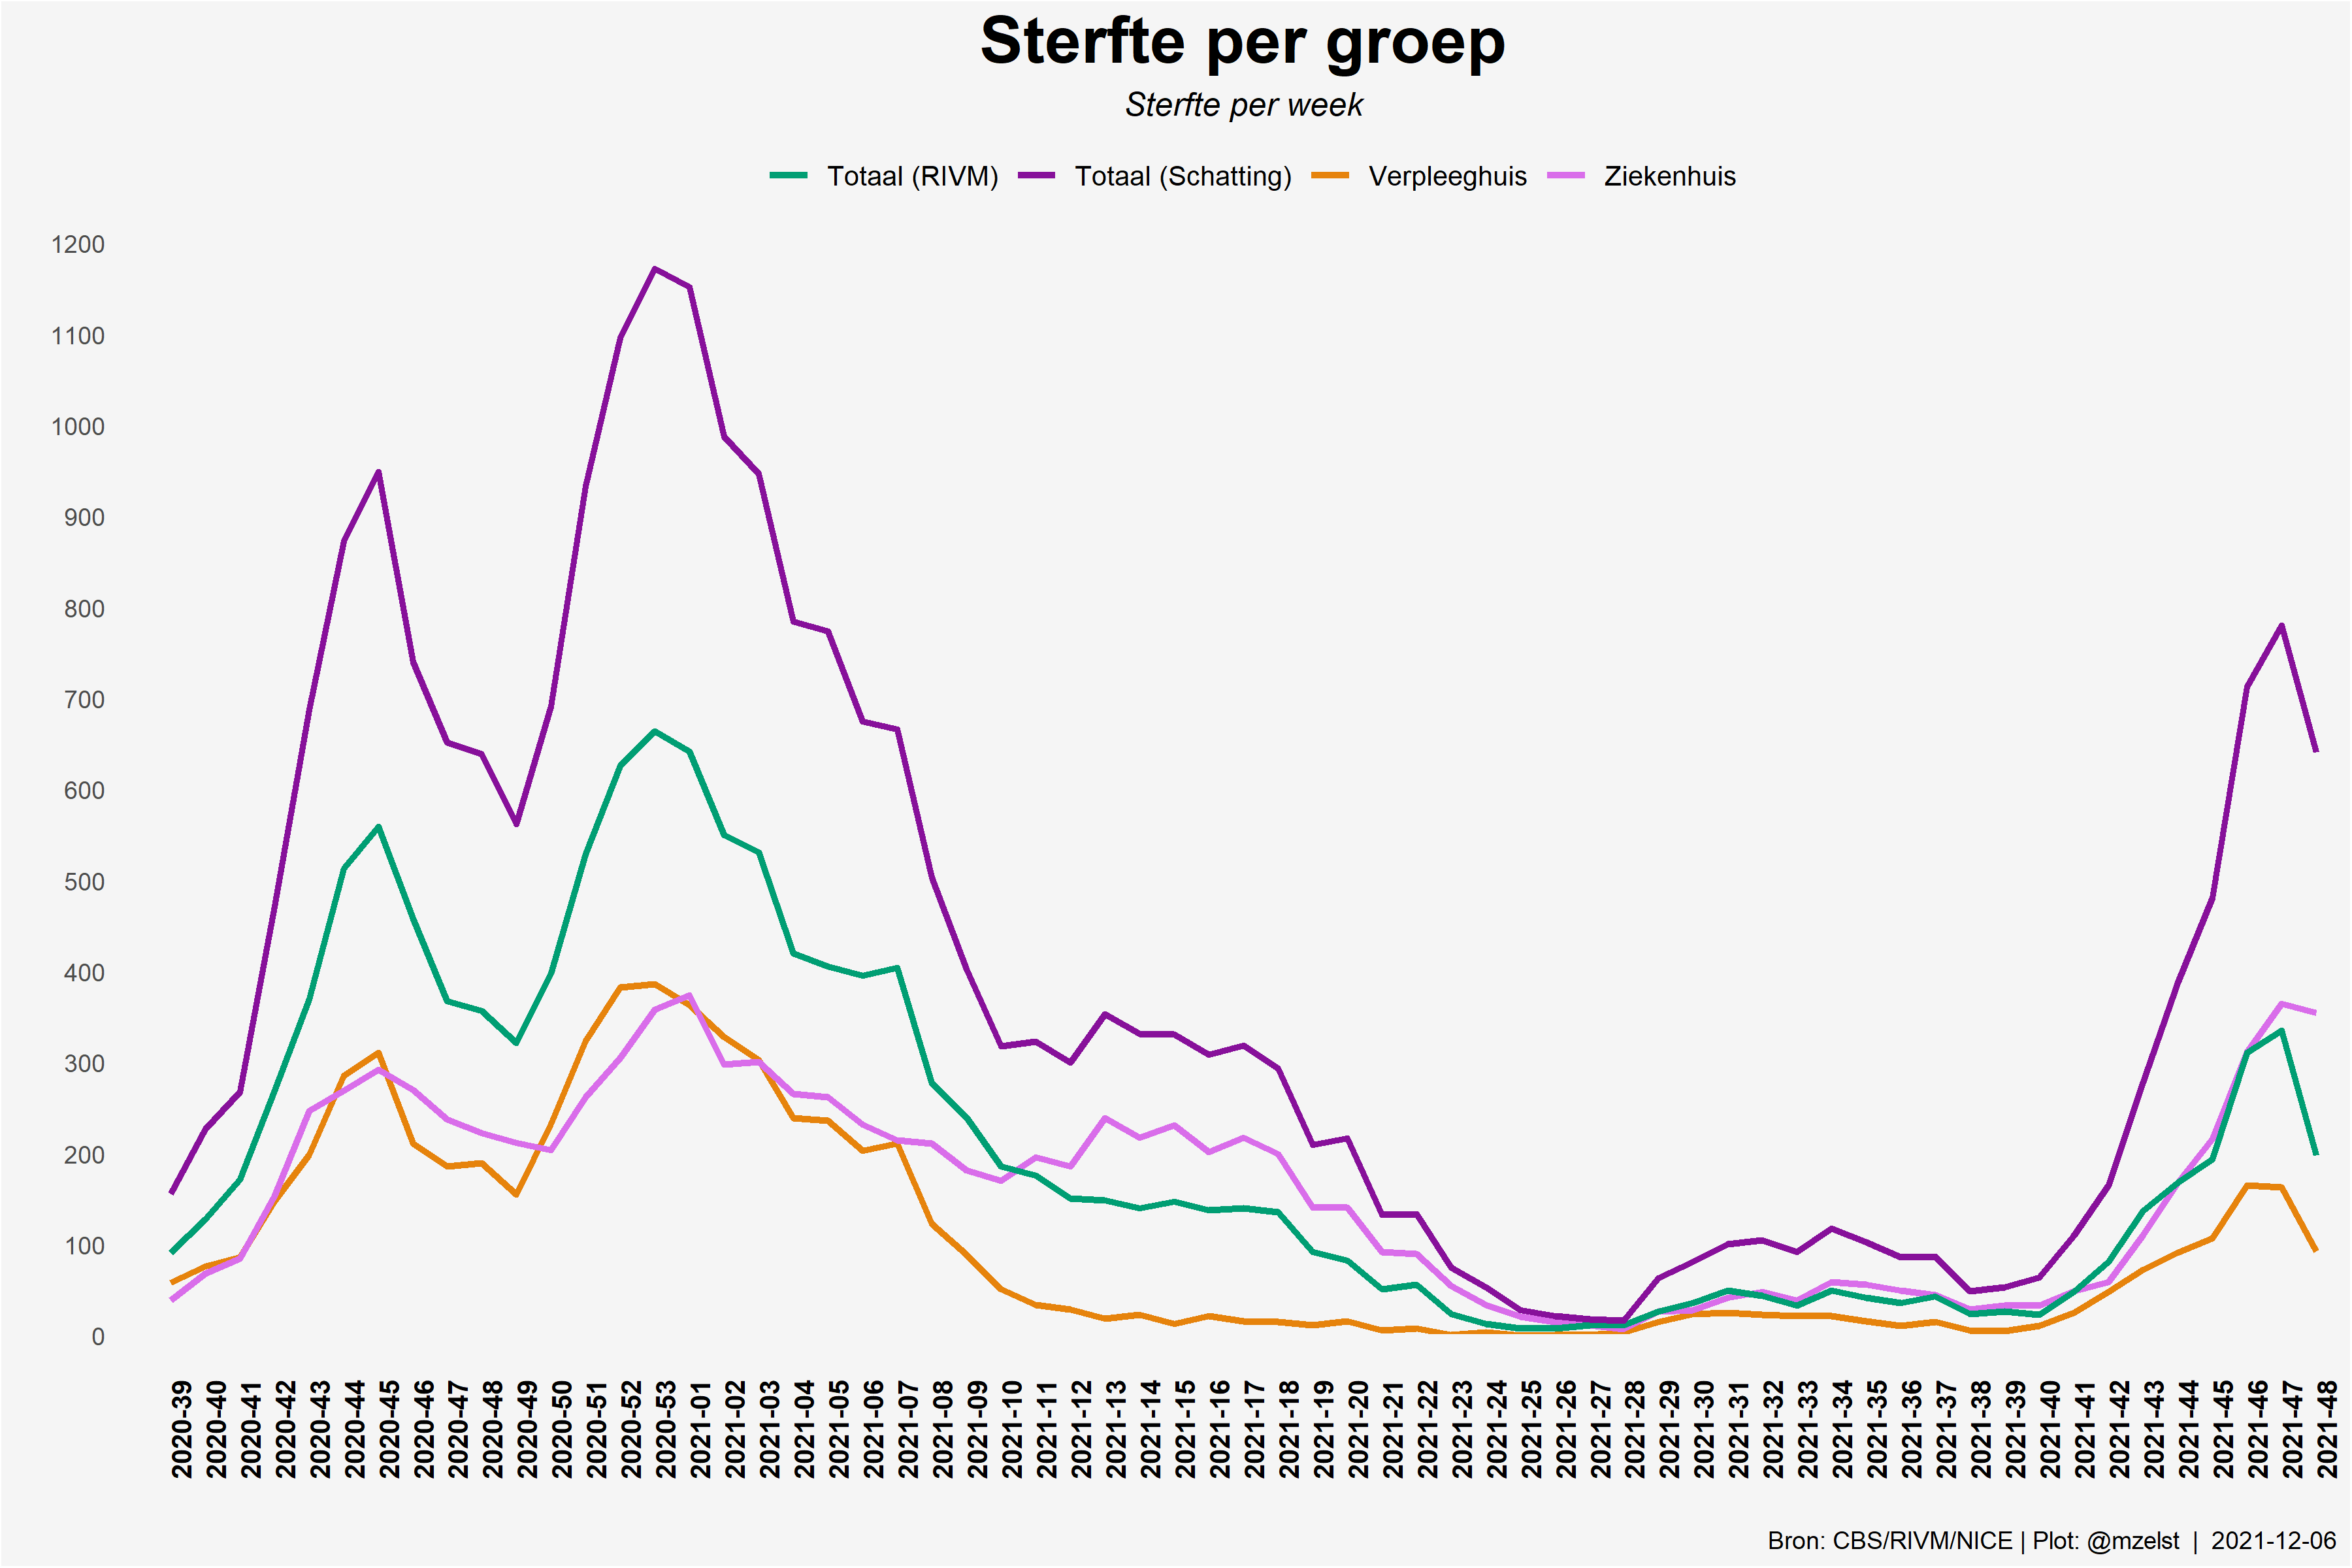 Sterfte per groep
Sterfte per week
Totaal (RIVM) Totaal (Schatting) Verpleeghuis Ziekenhuis
1200
1100
1000
900
800
700
600
500
400
300
200
100
0
2020-39 2020-40 2020-41 2020-42 2020-43 2020-44 2020-45 2020-46 2020-47 2020-48 2020-49 2020-50 2020-51 2020-52 2020-53 2021-01 2021-02 2021-03 2021-04 2021-05 2021-06 2021-07 2021-08 2021-09 2021-10 2021-11 2021-12 2021-13 2021-14 2021-15 2021-16 2021-17 2021-18 2021-19 2021-20 2021-21 2021-22 2021-23 2021-24 2021-25 2021-26 2021-27 2021-28 2021-29 2021-30 2021-31 2021-32 2021-33 2021-34 2021-35 2021-36 2021-37 2021-38 2021-39 2021-40 2021-41 2021-42 2021-43 2021-44 2021-45 2021-46 2021-47 2021-48
Bron: CBS/RIVM/NICE | Plot: @mzelst | 2021-12-06